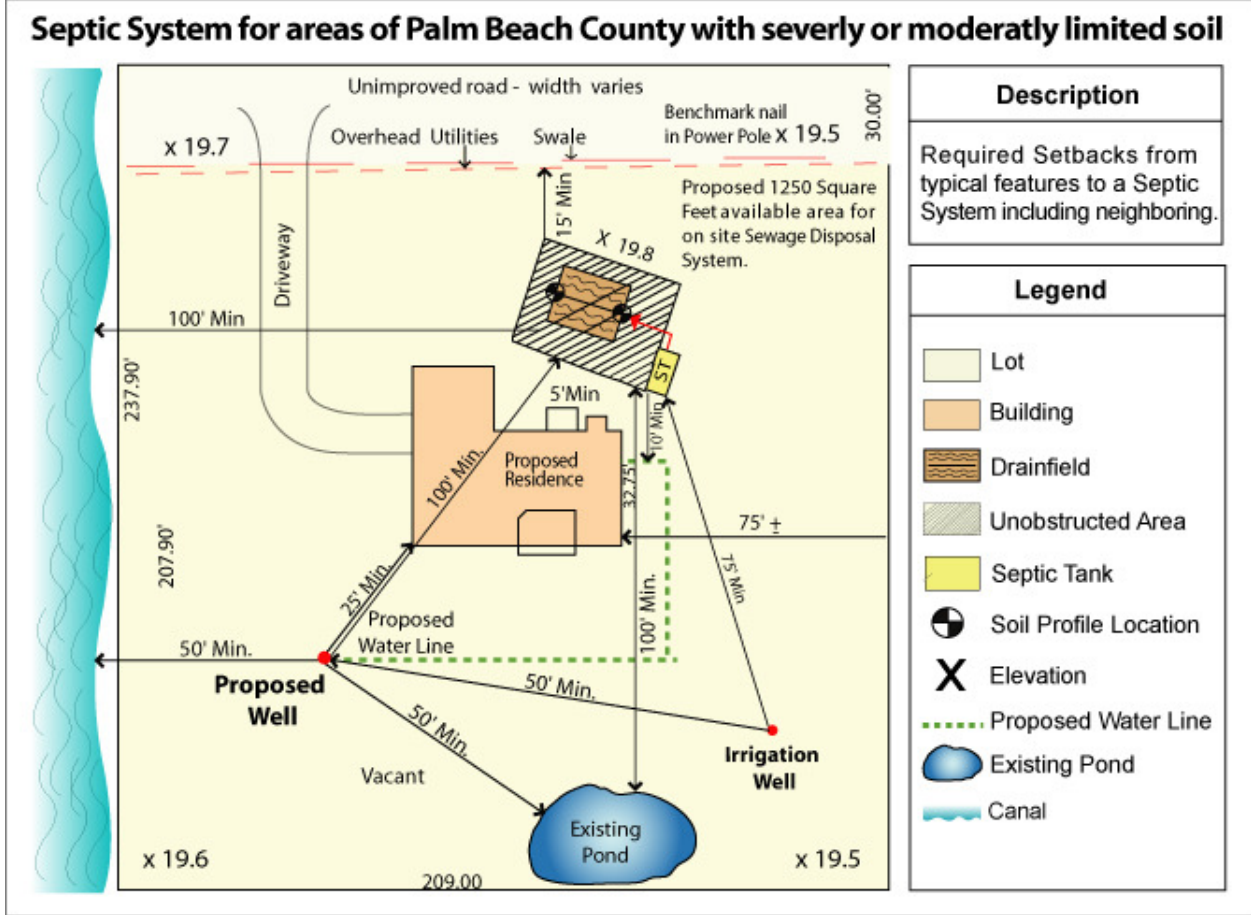 Septic System for areas of Palm Beach County with severly or moderatly limited soil
Unimproved road - width varies
30.00'
Benchmark nail
in Power Pole x 19.5
x 19.7
Overhead Utilities
Swale
15' Min
Proposed 1250 Square
Feet available area for
on site Sewage Disposal
System.
X 19.8
Driveway
100' Min
ST
237.90'
5'Min
10' Min
100' Min.
Proposed
Residence
32.75'
75' ±
207.90'
25' Min.
75' Min
100' Min.
Proposed
Water Line
50' Min.
Proposed
Well
50' Min.
50' Min.
Irrigation
Well
Vacant
Existing
Pond
x 19.6
x 19.5
209.00
Description
Required Setbacks from
typical features to a Septic
System including neighboring.
Legend
Lot
Building
Drainfield
Unobstructed Area
Septic Tank
Soil Profile Location
X Elevation
Proposed Water Line
Existing Pond
Canal